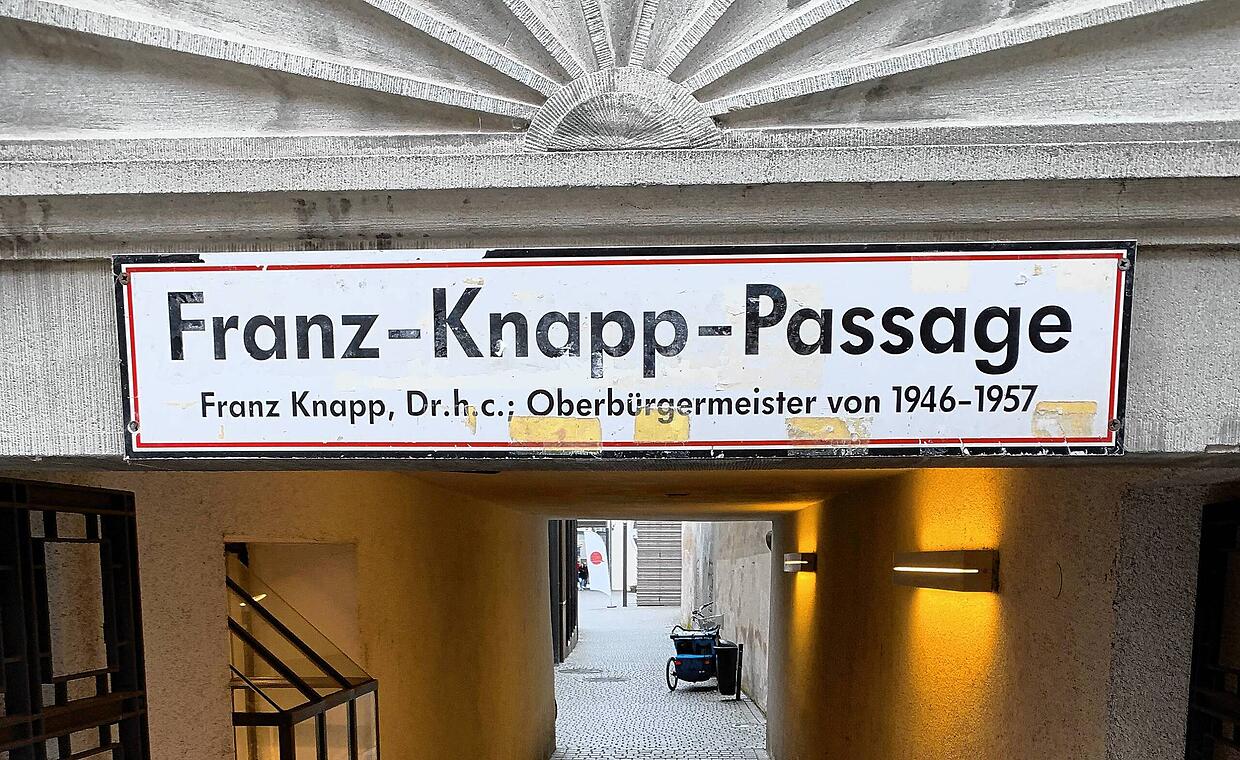 Franz-Knapp-Passage
Franz Knapp, Dr.h.c.; Oberbürgermeister von 1946-1957